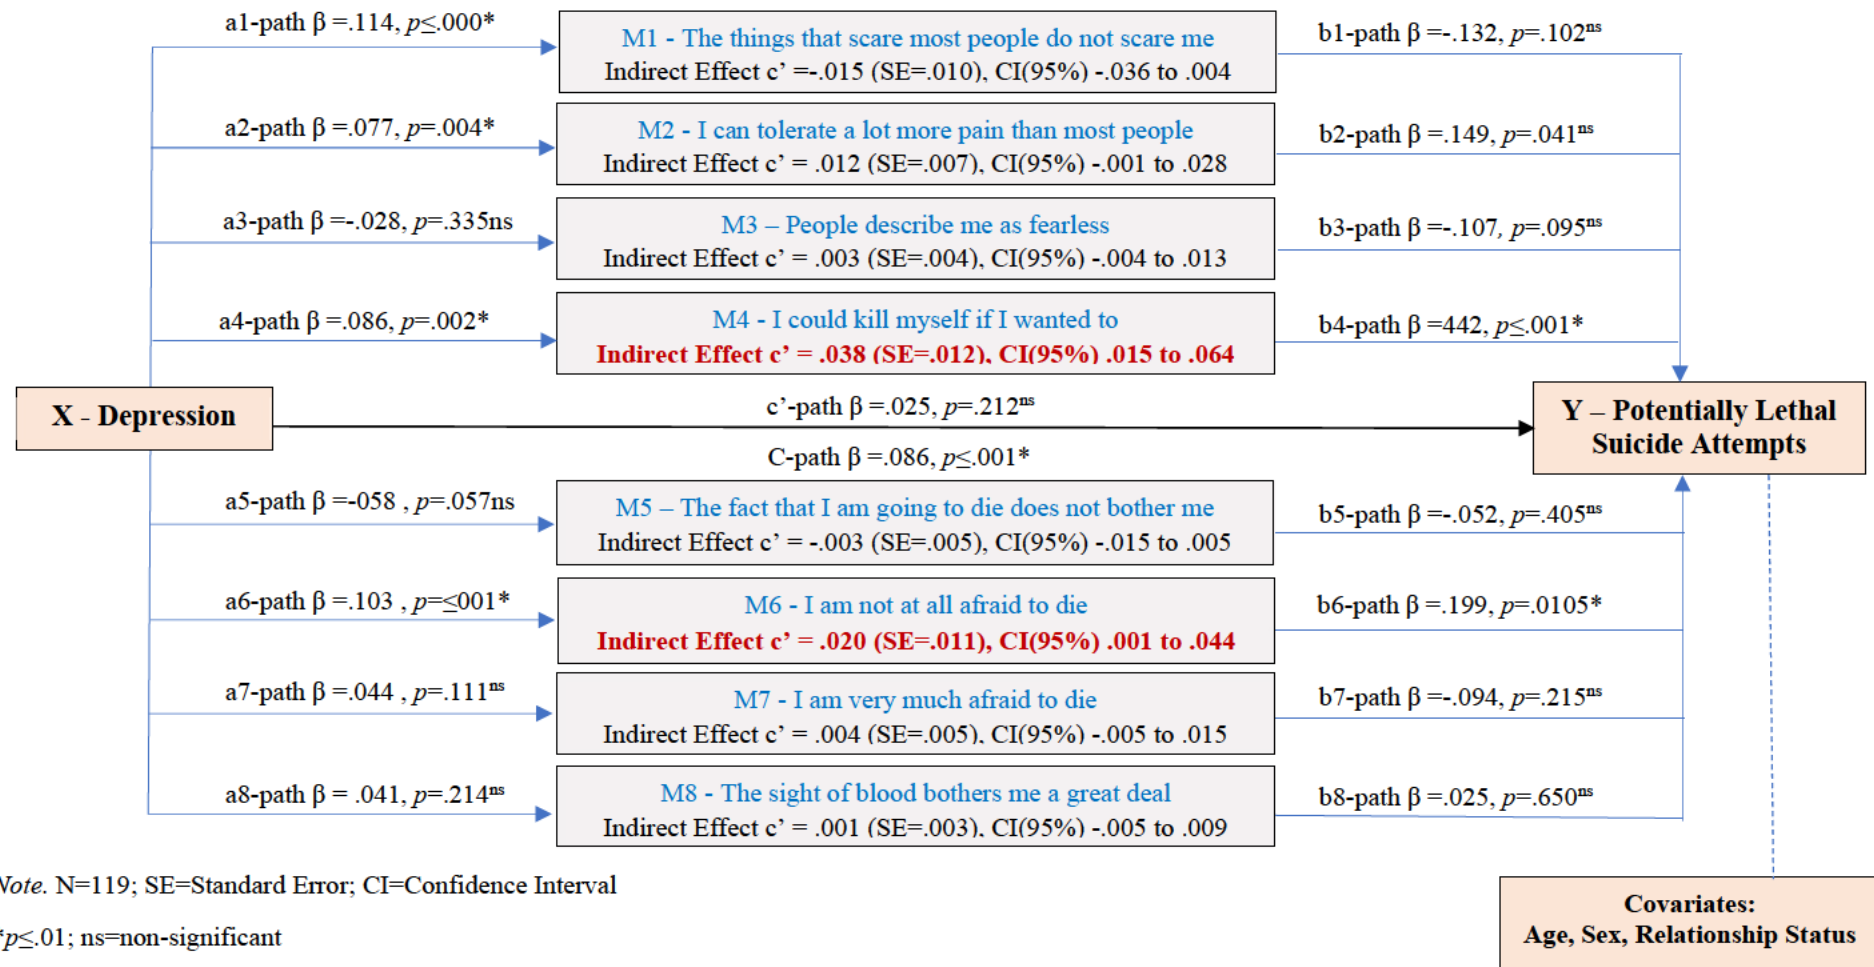 a1-path β =.114, p≤.000*
M1 - The things that scare most people do not scare me
Indirect Effect c’ =-.015 (SE=.010), CI(95%) -.036 to .004
b1-path β =-.132, p=.102ns
a2-path β =.077, p=.004*
M2 - I can tolerate a lot more pain than most people
Indirect Effect c’ = .012 (SE=.007), CI(95%) -.001 to .028
b2-path β =.149, p=.041ns
a3-path β =-.028, p=.335ns
M3 – People describe me as fearless
Indirect Effect c’ = .003 (SE=.004), CI(95%) -.004 to .013
b3-path β =-.107, p=.095ns
a4-path β =.086, p=.002*
M4 - I could kill myself if I wanted to
Indirect Effect c’ = .038 (SE=.012), CI(95%) .015 to .064
b4-path β =442, p≤.001*
X - Depression
c’-path β =.025, p=.212ns
C-path β =.086, p≤.001*
Y – Potentially Lethal
Suicide Attempts
a5-path β =-058 , p=.057ns
M5 – The fact that I am going to die does not bother me
Indirect Effect c’ = -.003 (SE=.005), CI(95%) -.015 to .005
b5-path β =-.052, p=.405ns
a6-path β =.103 , p=≤001*
M6 - I am not at all afraid to die
Indirect Effect c’ = .020 (SE=.011), CI(95%) .001 to .044
b6-path β =.199, p=.0105*
a7-path β =.044 , p=.111ns
M7 - I am very much afraid to die
Indirect Effect c’ = .004 (SE=.005), CI(95%) -.005 to .015
b7-path β =-.094, p=.215ns
a8-path β = .041, p=.214ns
M8 - The sight of blood bothers me a great deal
Indirect Effect c’ = .001 (SE=.003), CI(95%) -.005 to .009
b8-path β =.025, p=.650ns
Note. N=119; SE=Standard Error; CI=Confidence Interval
*p≤.01; ns=non-significant
Covariates:
Age, Sex, Relationship Status